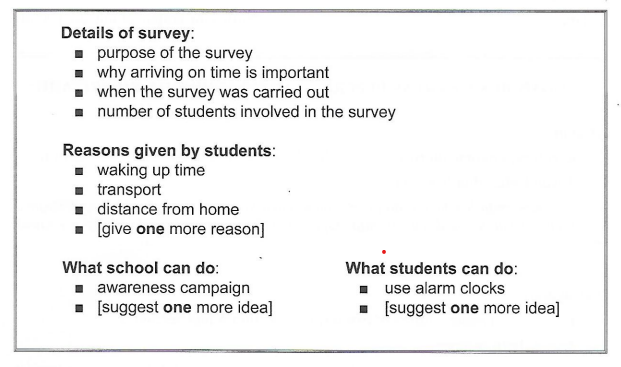 Details of survey:
■ purpose of the survey
■ why arriving on time is important
■ when the survey was carried out
■ number of students involved in the survey
Reasons given by students:
■ waking up time
■ transport
■ distance from home
■ [give one more reason]
What school can do:
■ awareness campaign
■ [suggest one more idea]
What students can do:
■ use alarm clocks
■ [suggest one more idea]